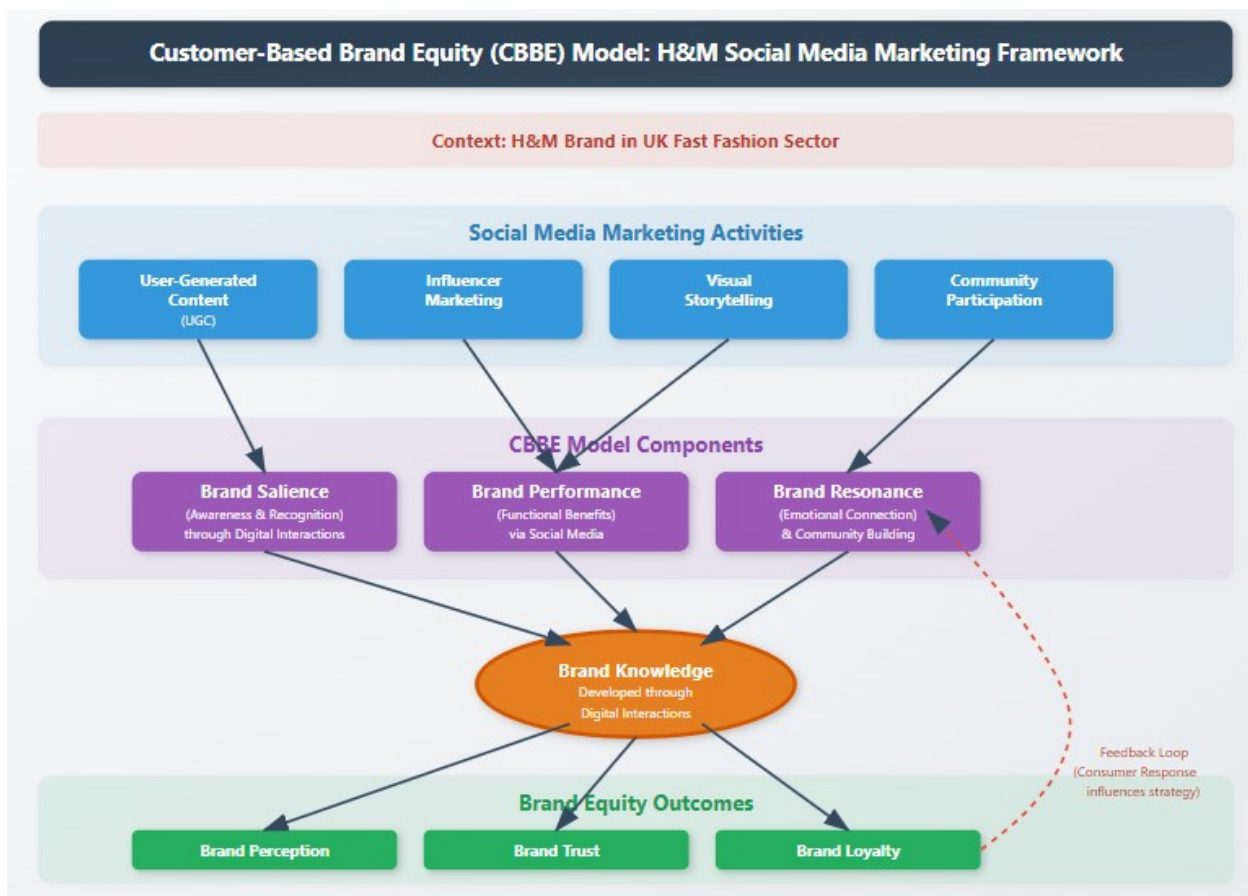 Customer-Based Brand Equity (CBBE) Model: H&M Social Media Marketing Framework
Context: H&M Brand in UK Fast Fashion Sector
Social Media Marketing Activities
User-Generated
Content
(UGC)
Influencer
Marketing
Visual
Storytelling
Community
Participation
CBBE Model Components
Brand Salience
(Awareness & Recognition)
through Digital Interactions
Brand Performance
(Functional Benefits)
via Social Media
Brand Resonance
(Emotional Connection)
& Community Building
Brand Knowledge
Developed through
Digital Interactions
Feedback Loop
(Consumer Response
influences strategy)
Brand Equity Outcomes
Brand Perception
Brand Trust
Brand Loyalty